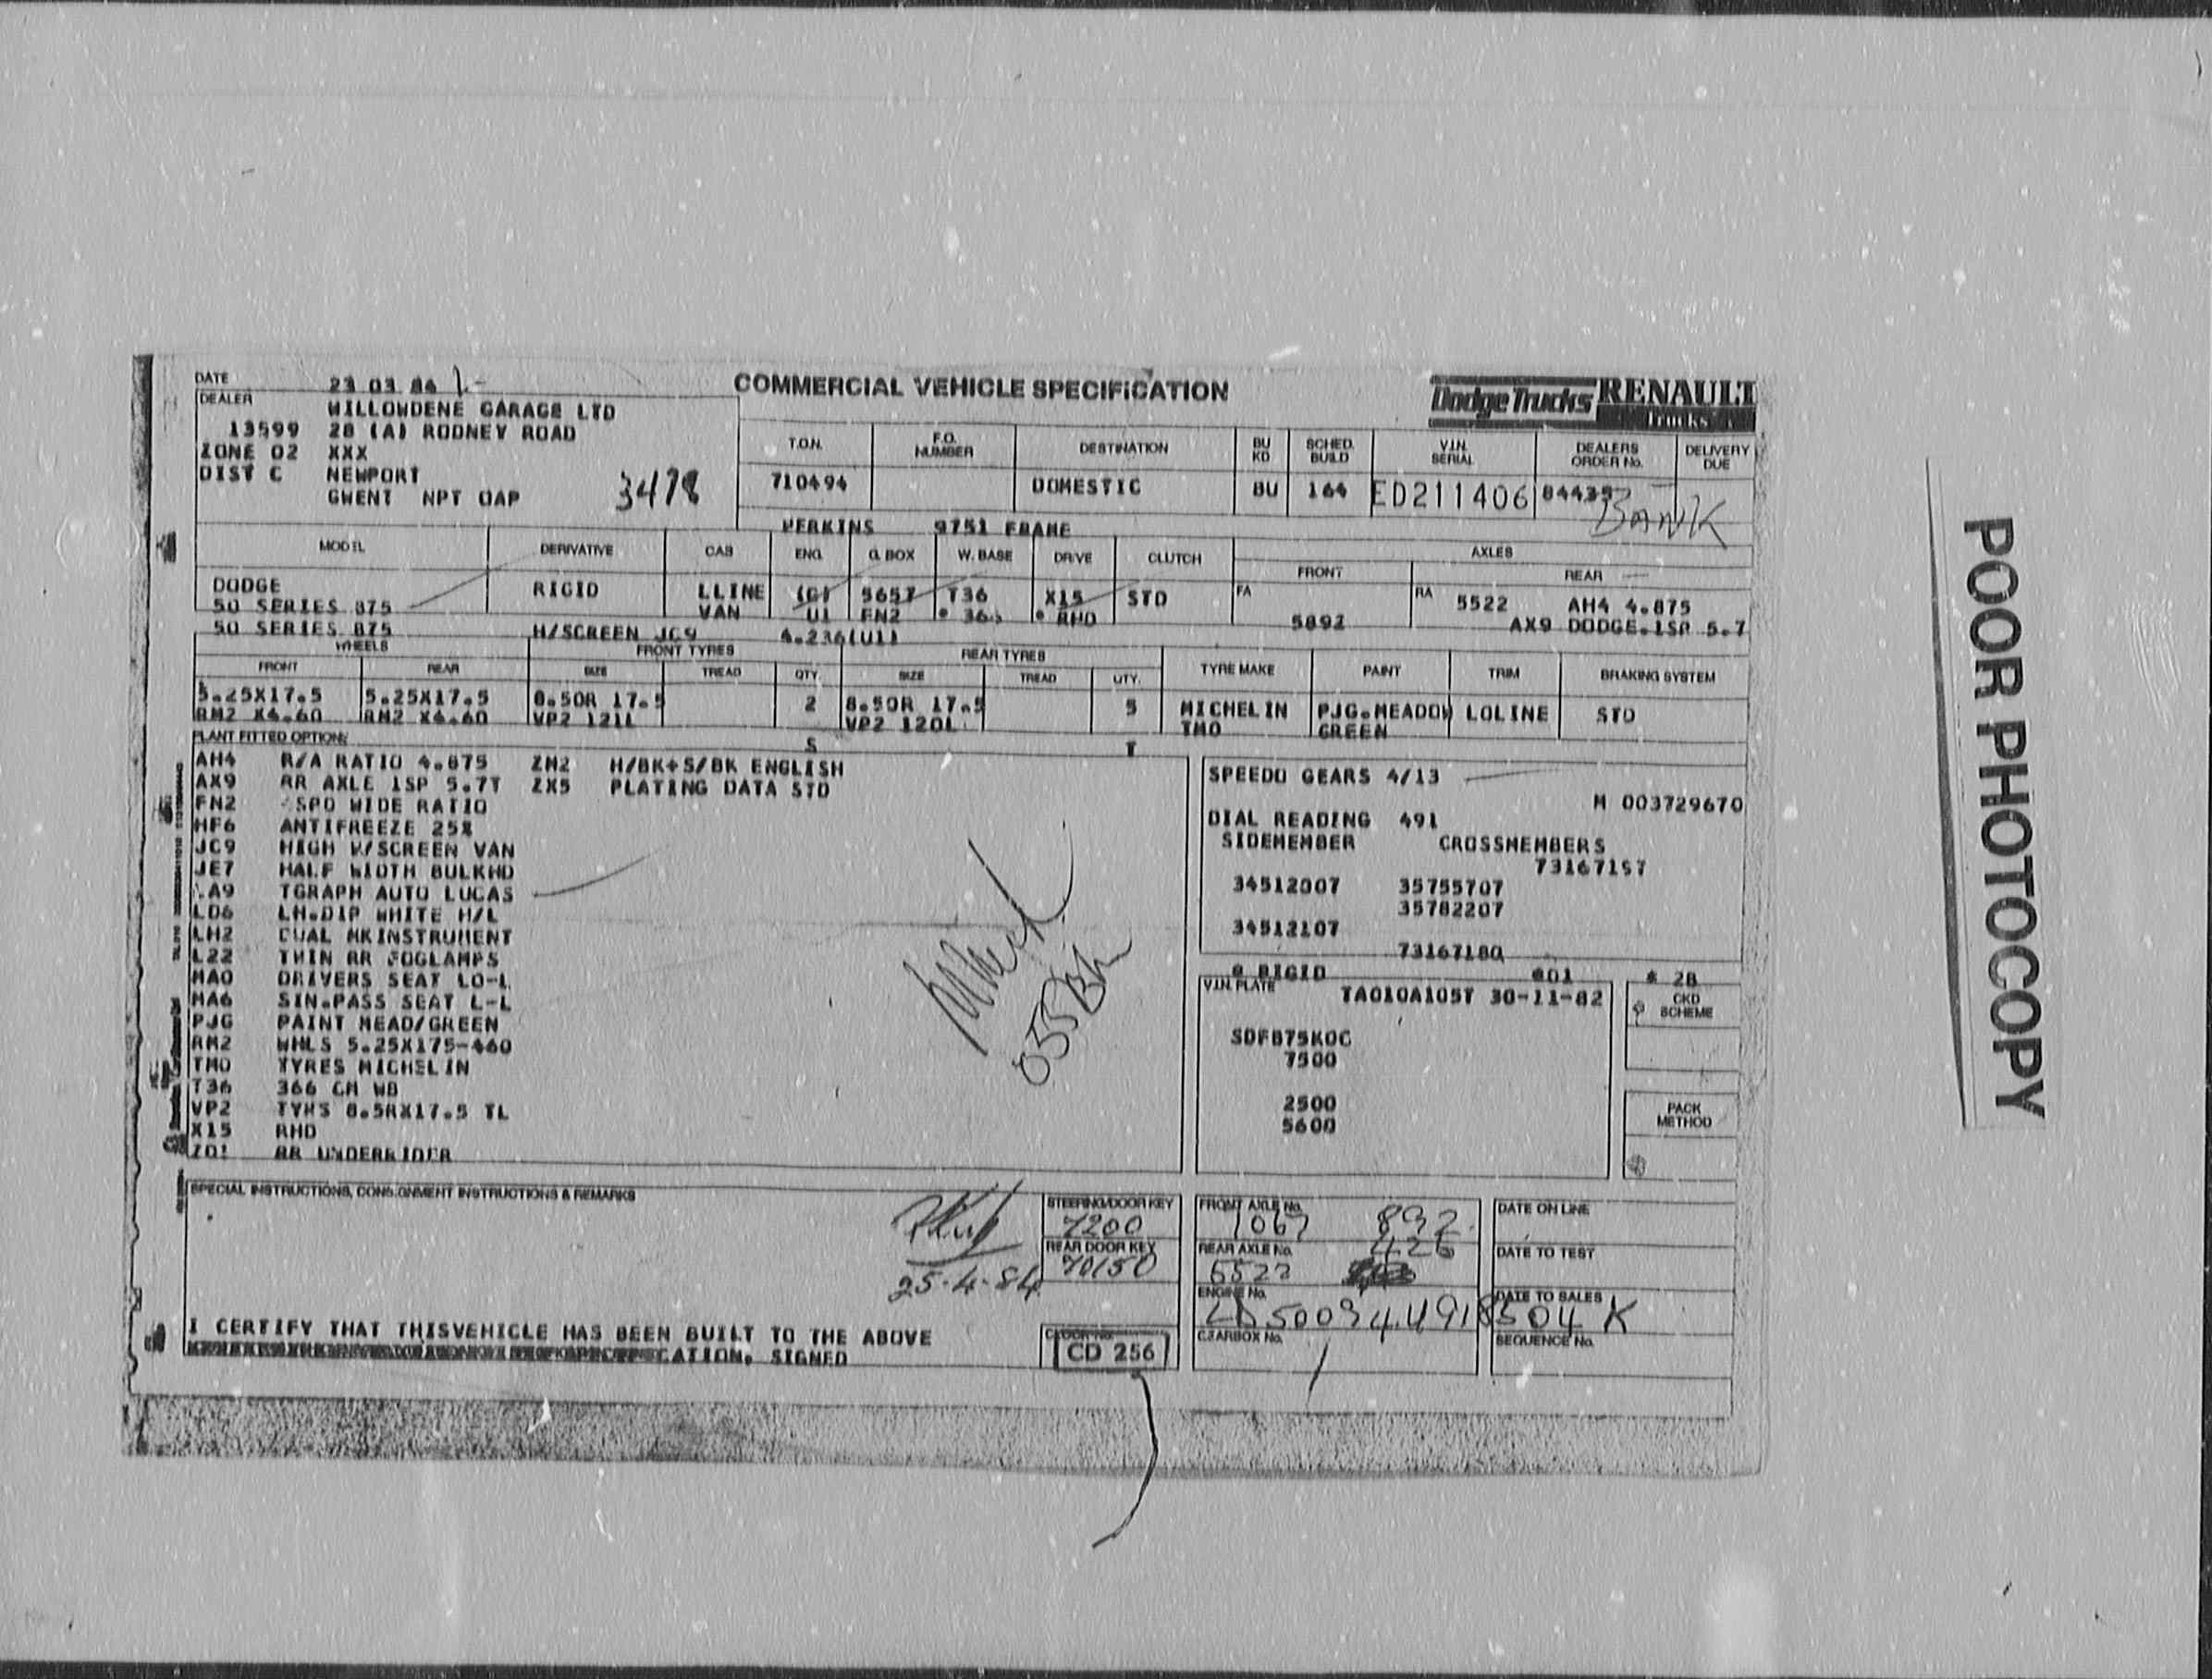 DATE 23 03 84
COMMERCIAL VEHICLE SPECIFICATION
Dodge Trucks RENAULT Trucks
DEALER WILLOWDENE GARAGE LTD
13599 28 (A) RODNEY ROAD
ZONE 02 XXX
DIST C NEWPORT
GWENT NPT OAP 3478
T.O.N. F.O. NUMBER DESTINATION BU KD SCHED. BUILD V.I.N. SERIAL DEALERS ORDER No. DELIVERY DUE
710494 DOMESTIC BU 164 ED211406 84435
BANK
PERKINS 9751 FRAME
MODEL DERIVATIVE CAB ENG. G. BOX W. BASE DRIVE CLUTCH AXLES
FRONT REAR
DODGE RIGID LLINE (G) 5657 T36 X15 STD FA RA 5522 AH4 4.875
50 SERIES 875 VAN U1 FN2 * 366 * RHD 5892 AX9 DODGE.1SP 5.7
50 SERIES 875 H/SCREEN JC9 4.236(U1)
WHEELS FRONT TYRES REAR TYRES
FRONT REAR SIZE TREAD QTY. SIZE TREAD QTY. TYRE MAKE PAINT TRIM BRAKING SYSTEM
5.25X17.5 5.25X17.5 8.50R 17.5 2 8.50R 17.5 5 MICHELIN PJG.MEADOW LOLINE STD
RM2 X4.60 RM2 X4.60 VP2 121L VP2 120L TMO GREEN
PLANT FITTED OPTIONS S T
AH4 R/A RATIO 4.875 ZM2 H/BK+S/BK ENGLISH
AX9 RR AXLE 1SP 5.7T ZX5 PLATING DATA STD
FN2 5SPD WIDE RATIO
HF6 ANTIFREEZE 25%
JC9 HIGH W/SCREEN VAN
JE7 HALF WIDTH BULKHD
LA9 TGRAPH AUTO LUCAS
LD6 LH.DIP WHITE H/L
LH2 DUAL MKINSTRUMENT
L22 TWIN RR FOGLAMPS
MA0 DRIVERS SEAT LO-L
MA6 SIN.PASS SEAT L-L
PJG PAINT MEAD/GREEN
RM2 WHLS 5.25X175-460
TMO TYRES MICHELIN
T36 366 CM WB
VP2 TYRS 8.5RX17.5 TL
X15 RHD
ZO1 RR UNDERRIDER
SPEEDO GEARS 4/13
M 003729670
DIAL READING 491
SIDEMEMBER CROSSMEMBERS
73167157
34512007 35755707
35782207
34512107
73167180
* RIGID * 28
V.I.N. PLATE TA010A105T 30-11-82
CKD SCHEME
SDFB75K0C
7500
2500
5600
PACK METHOD
SPECIAL INSTRUCTIONS, CONSIGNMENT INSTRUCTIONS & REMARKS
25-4-84
STEERING/DOOR KEY
7200
REAR DOOR KEY
70150
FRONT AXLE No.
1067 892
REAR AXLE No. 426
5522
ENGINE No.
GEARBOX No.
DATE ON LINE
DATE TO TEST
DATE TO SALES
504 K
SEQUENCE No.
I CERTIFY THAT THISVEHICLE HAS BEEN BUILT TO THE ABOVE
SIGNED
CD 256
POOR PHOTOCOPY